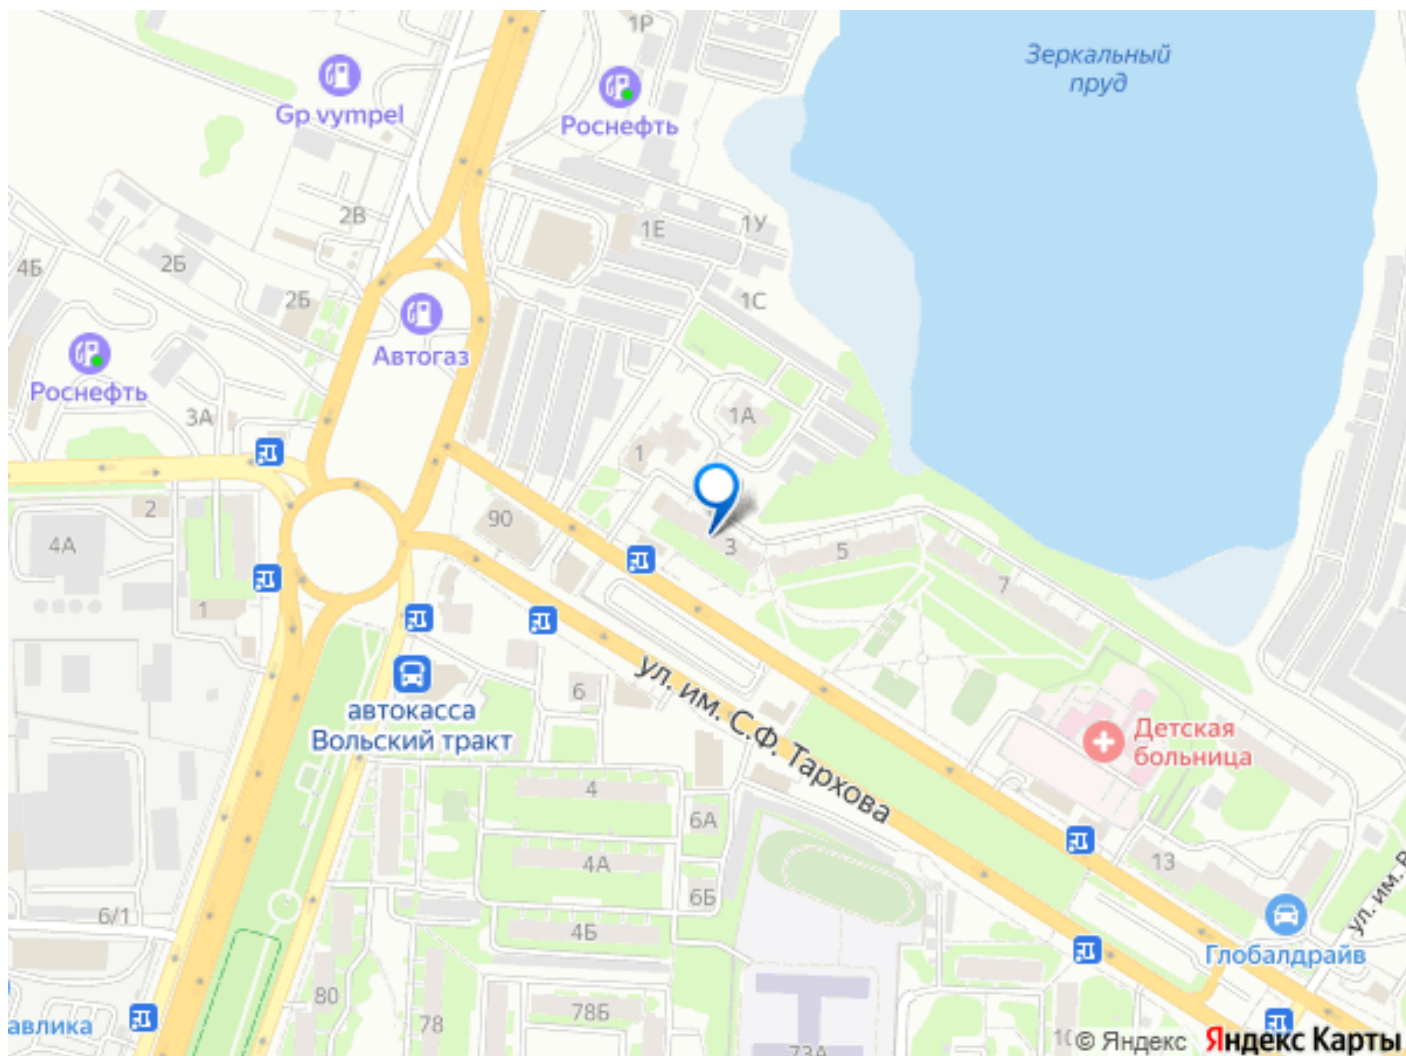 1Р
Зеркальный
пруд
Gp vympel
Роснефть
2В
1Е
1У
4Б
2Б
2Б
1С
Автогаз
Роснефть
3А
1А
1
2
90
4А
3
5
7
1
ул. им. С.Ф. Тархова
6
автокасса
Вольский тракт
Детская
больница
4
6А
4А
13
6Б
6/1
4Б
ул. им. Р
Глобалдрайв
80
78
78Б
авлика
73А
© Яндекс Яндекс Карты